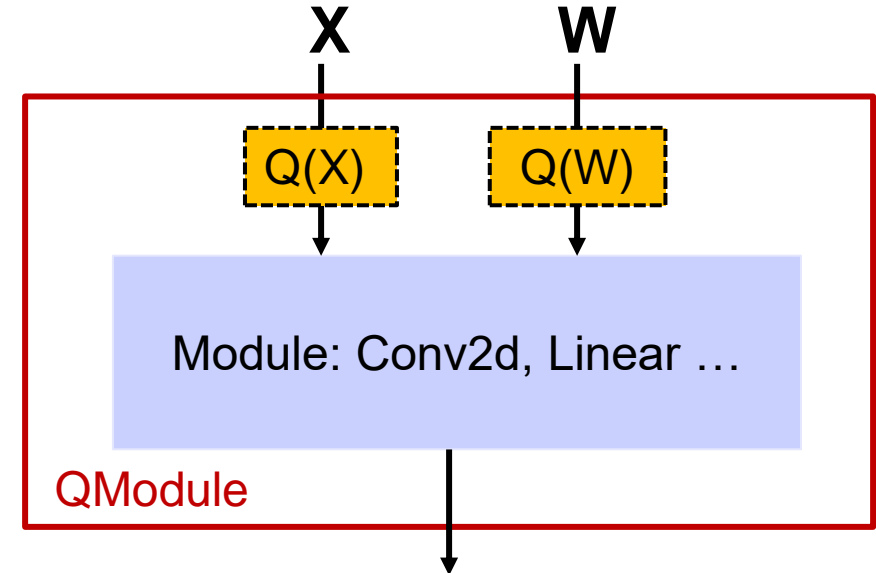 X W
Q(X) Q(W)
Module: Conv2d, Linear …
QModule